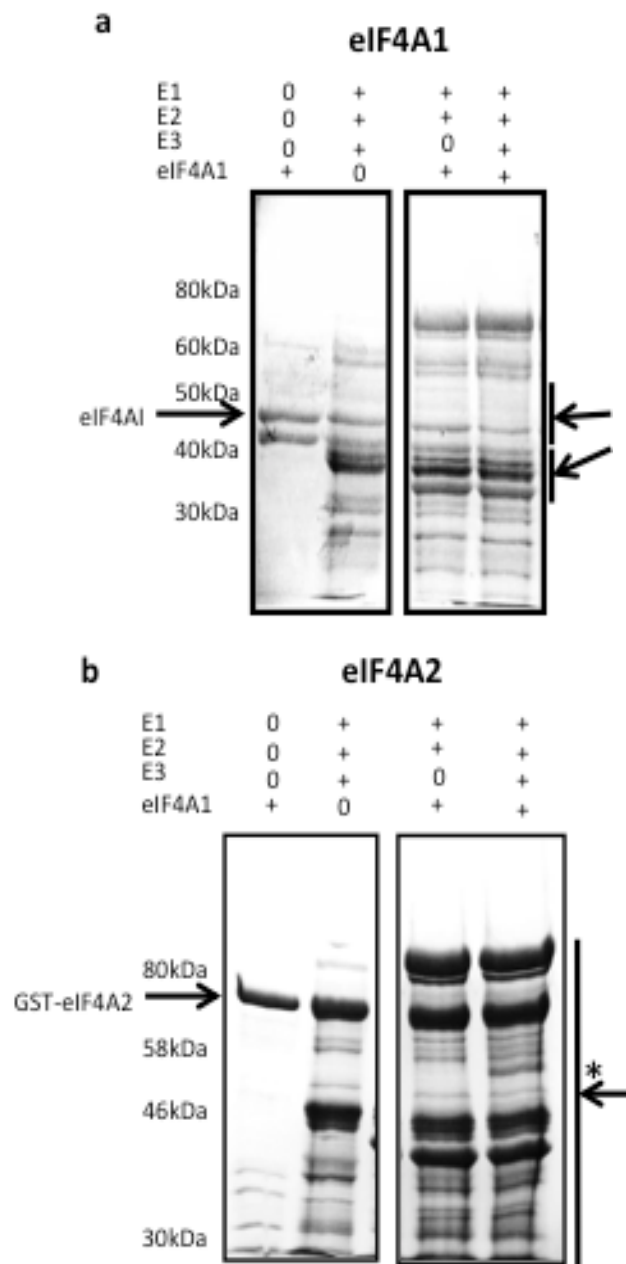 a
eIF4A1
E1 0 + + +
E2 0 + + +
E3 0 + 0 +
eIF4A1 + 0 + +
80kDa
60kDa
50kDa
eIF4AI
40kDa
30kDa
b
eIF4A2
E1 0 + + +
E2 0 + + +
E3 0 + 0 +
eIF4A1 + 0 + +
80kDa
GST-eIF4A2
58kDa
*
46kDa
30kDa